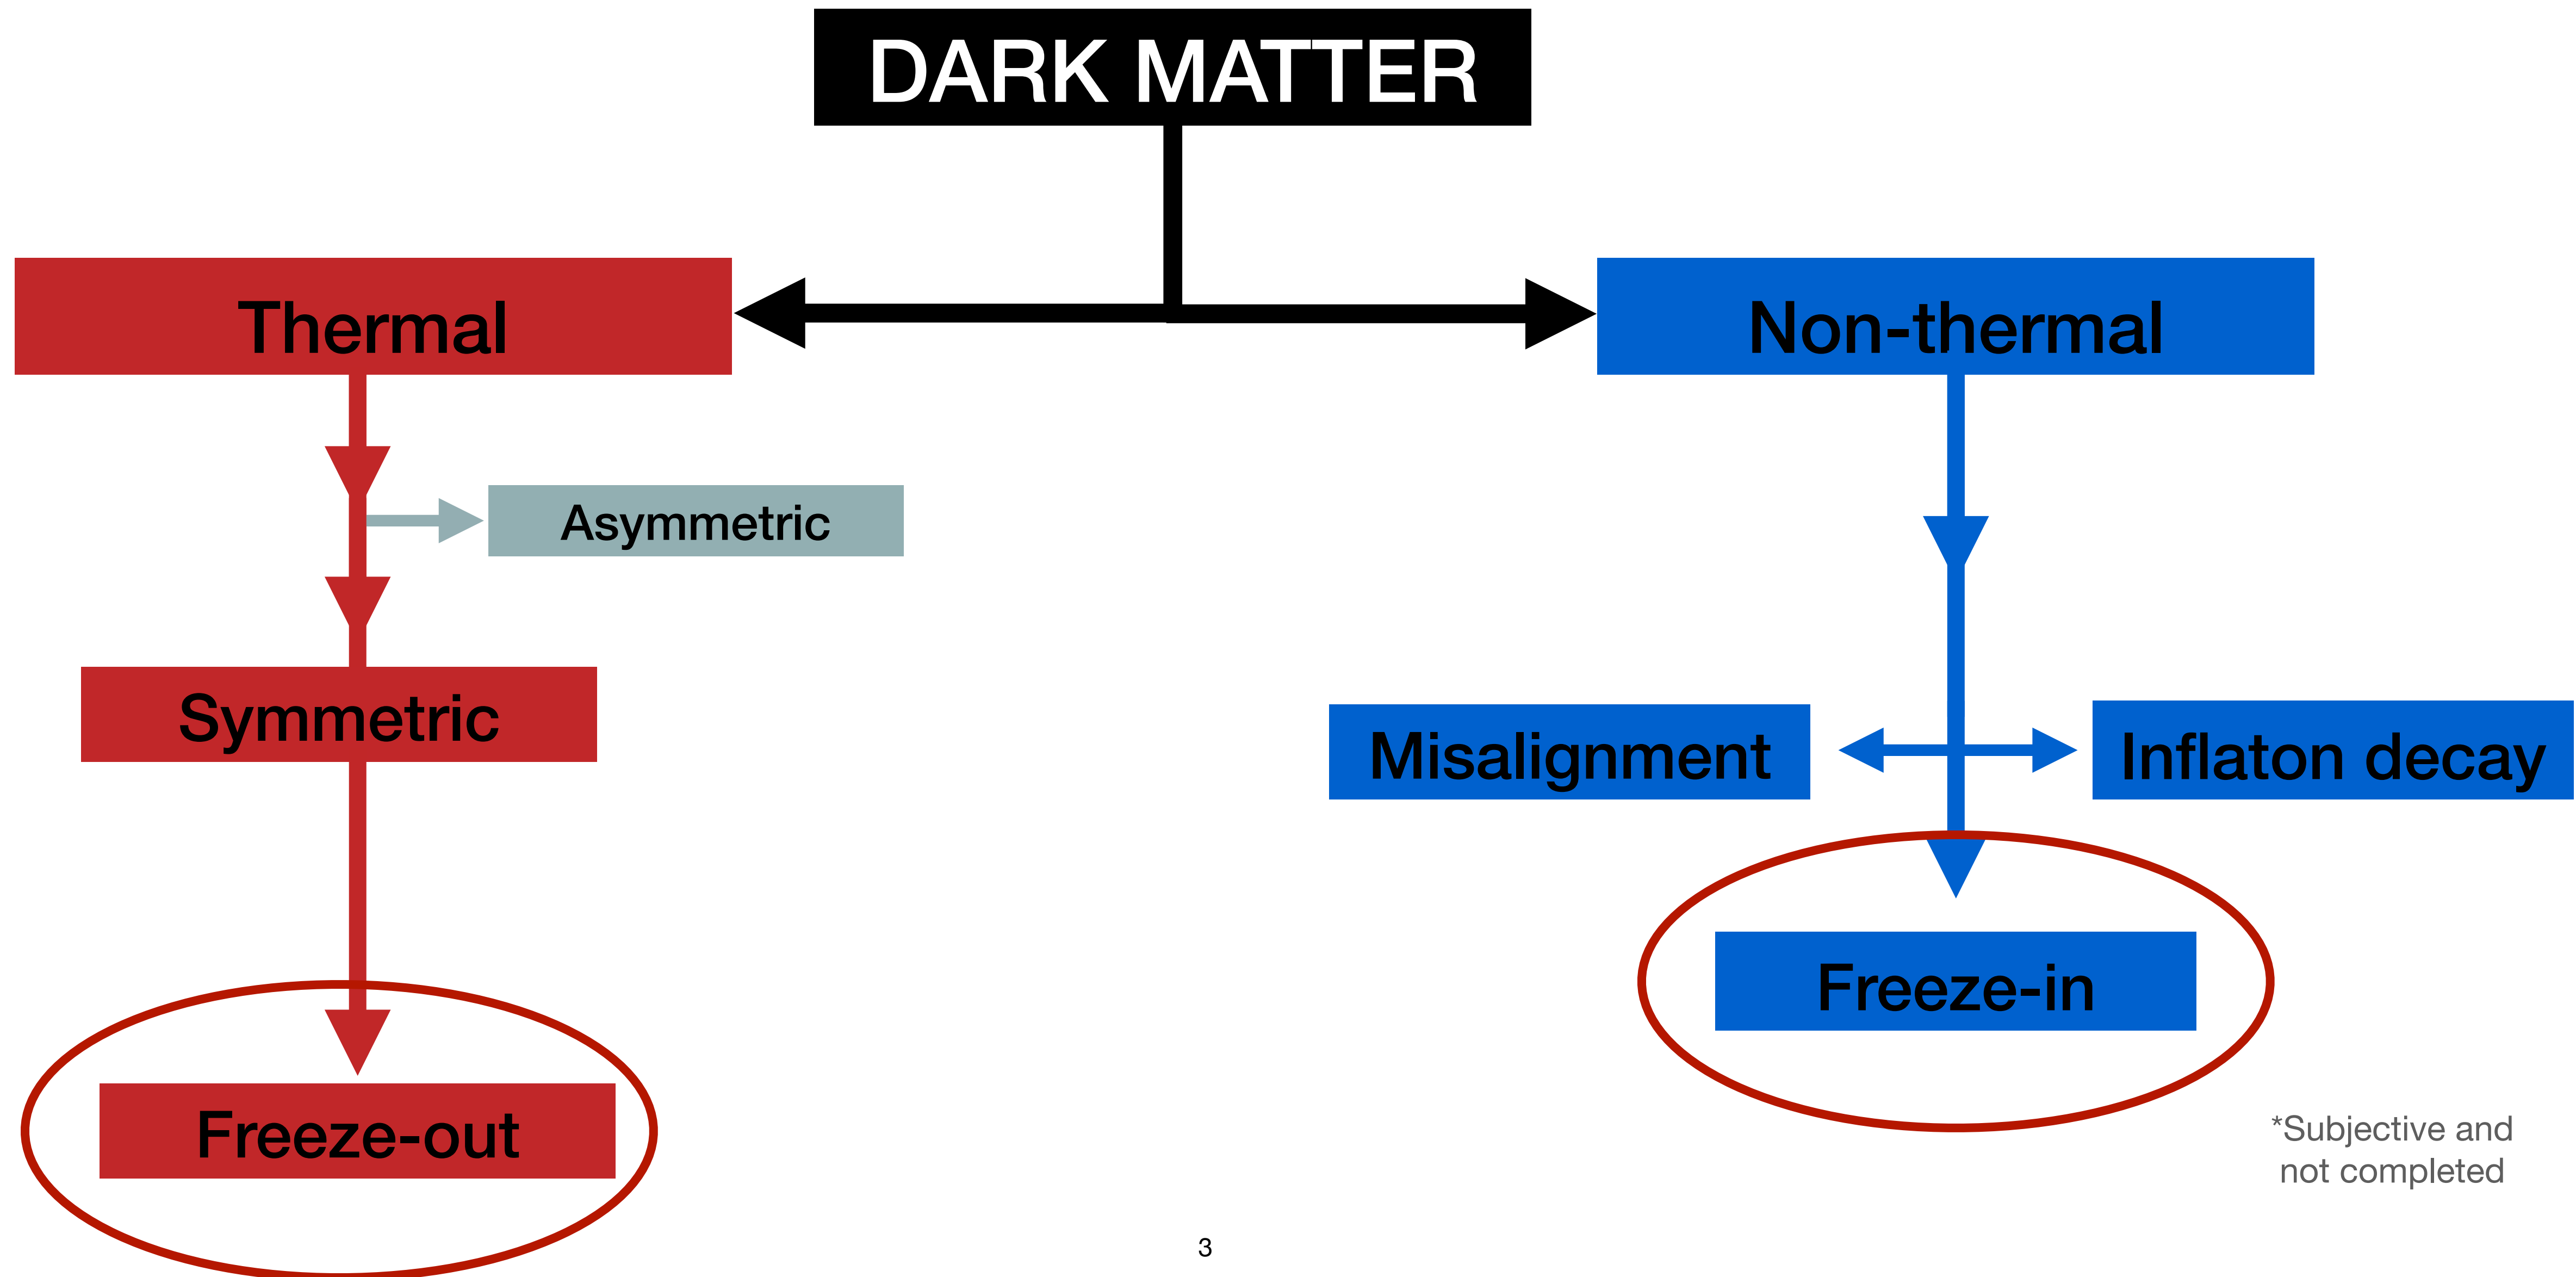 DARK MATTER
Thermal
Non-thermal
Asymmetric
Symmetric
Misalignment
Inflaton decay
Freeze-in
Freeze-out
*Subjective and
not completed
3